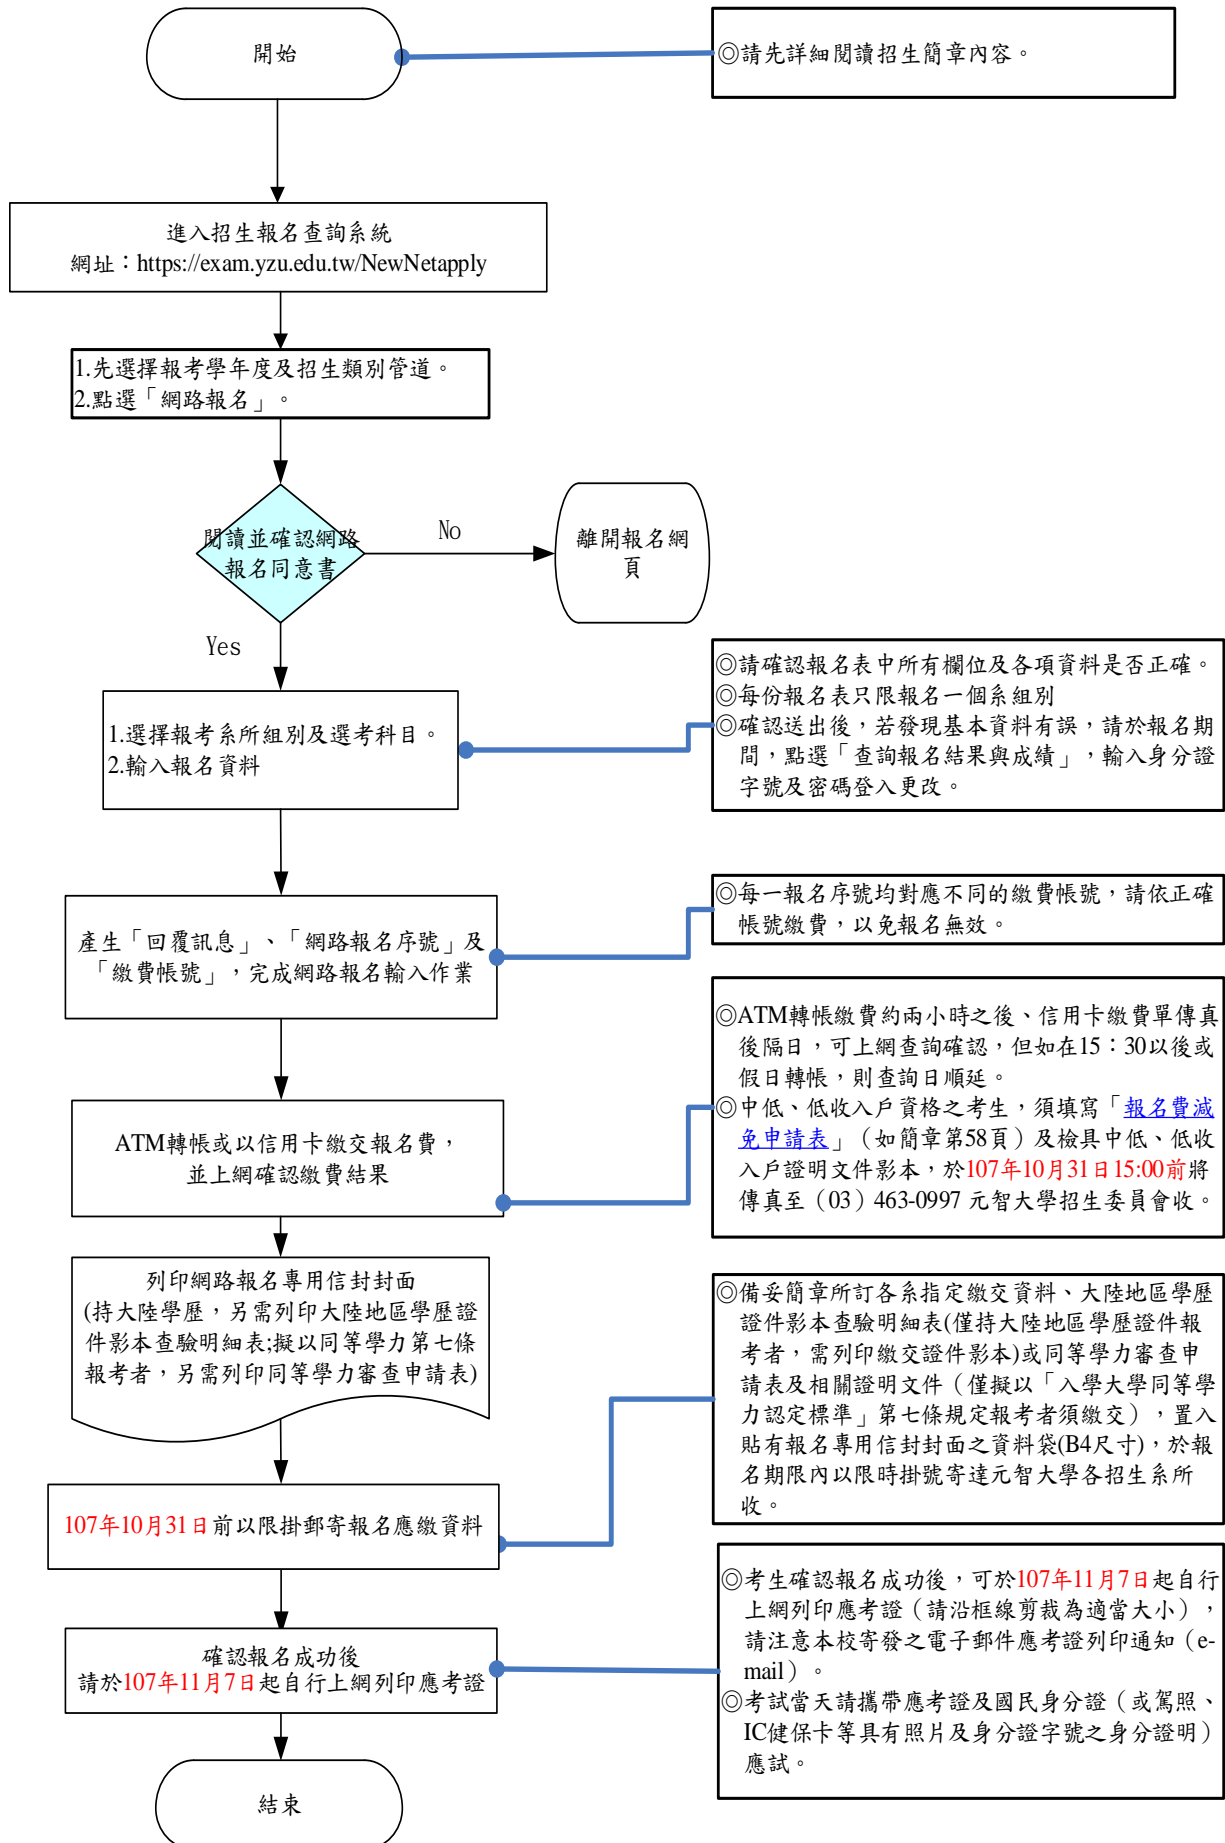 開始
◎請先詳細閱讀招生簡章內容。
進入招生報名查詢系統
網址：https://exam.yzu.edu.tw/NewNetapply
1.先選擇報考學年度及招生類別管道。
2.點選「網路報名」。
閱讀並確認網路
報名同意書
No
離開報名網
頁
Yes
1.選擇報考系所組別及選考科目。
2.輸入報名資料
◎請確認報名表中所有欄位及各項資料是否正確。
◎每份報名表只限報名一個系組別
◎確認送出後，若發現基本資料有誤，請於報名期
間，點選「查詢報名結果與成績」，輸入身分證
字號及密碼登入更改。
產生「回覆訊息」、「網路報名序號」及
「繳費帳號」，完成網路報名輸入作業
◎每一報名序號均對應不同的繳費帳號，請依正確
帳號繳費，以免報名無效。
ATM轉帳或以信用卡繳交報名費，
並上網確認繳費結果
◎ATM轉帳繳費約兩小時之後、信用卡繳費單傳真
後隔日，可上網查詢確認，但如在15：30以後或
假日轉帳，則查詢日順延。
◎中低、低收入戶資格之考生，須填寫「報名費減
免申請表」（如簡章第58頁）及檢具中低、低收
入戶證明文件影本，於107年10月31日15:00前將
傳真至（03）463-0997 元智大學招生委員會收。
列印網路報名專用信封封面
(持大陸學歷，另需列印大陸地區學歷證
件影本查驗明細表;擬以同等學力第七條
報考者，另需列印同等學力審查申請表)
◎備妥簡章所訂各系指定繳交資料、大陸地區學歷
證件影本查驗明細表(僅持大陸地區學歷證件報
考者，需列印繳交證件影本)或同等學力審查申
請表及相關證明文件（僅擬以「入學大學同等學
力認定標準」第七條規定報考者須繳交），置入
貼有報名專用信封封面之資料袋(B4尺寸)，於報
名期限內以限時掛號寄達元智大學各招生系所
收。
107年10月31日前以限掛郵寄報名應繳資料
確認報名成功後
請於107年11月7日起自行上網列印應考證
◎考生確認報名成功後，可於107年11月7日起自行
上網列印應考證（請沿框線剪裁為適當大小），
請注意本校寄發之電子郵件應考證列印通知（e-
mail）。
◎考試當天請攜帶應考證及國民身分證（或駕照、
IC健保卡等具有照片及身分證字號之身分證明）
應試。
結束